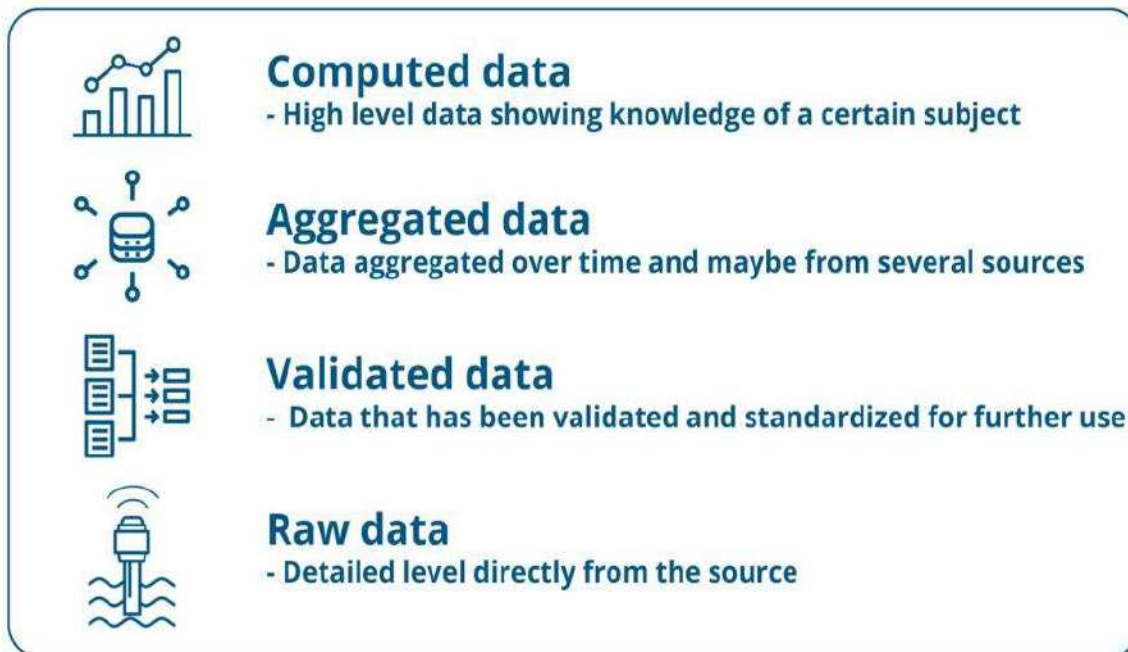 Computed data
- High level data showing knowledge of a certain subject
Aggregated data
- Data aggregated over time and maybe from several sources
Validated data
- Data that has been validated and standardized for further use
Raw data
- Detailed level directly from the source